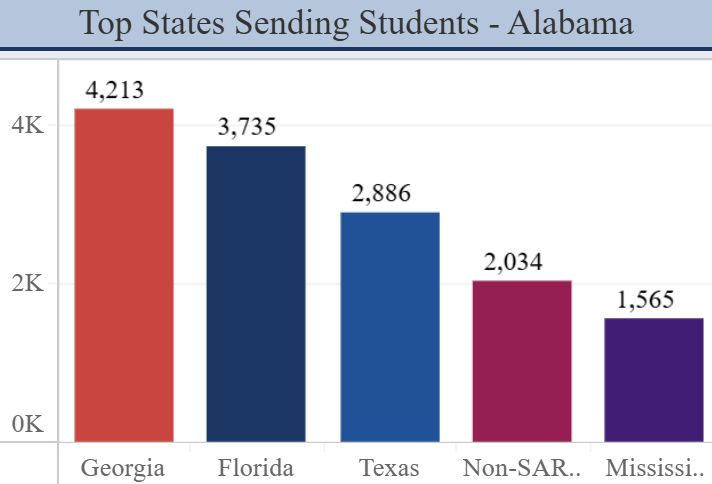 Top States Sending Students - Alabama
4,213
3,735
2,886
2,034
1,565
4K
2K
0K
Georgia Florida Texas Non-SAR.. Mississi..